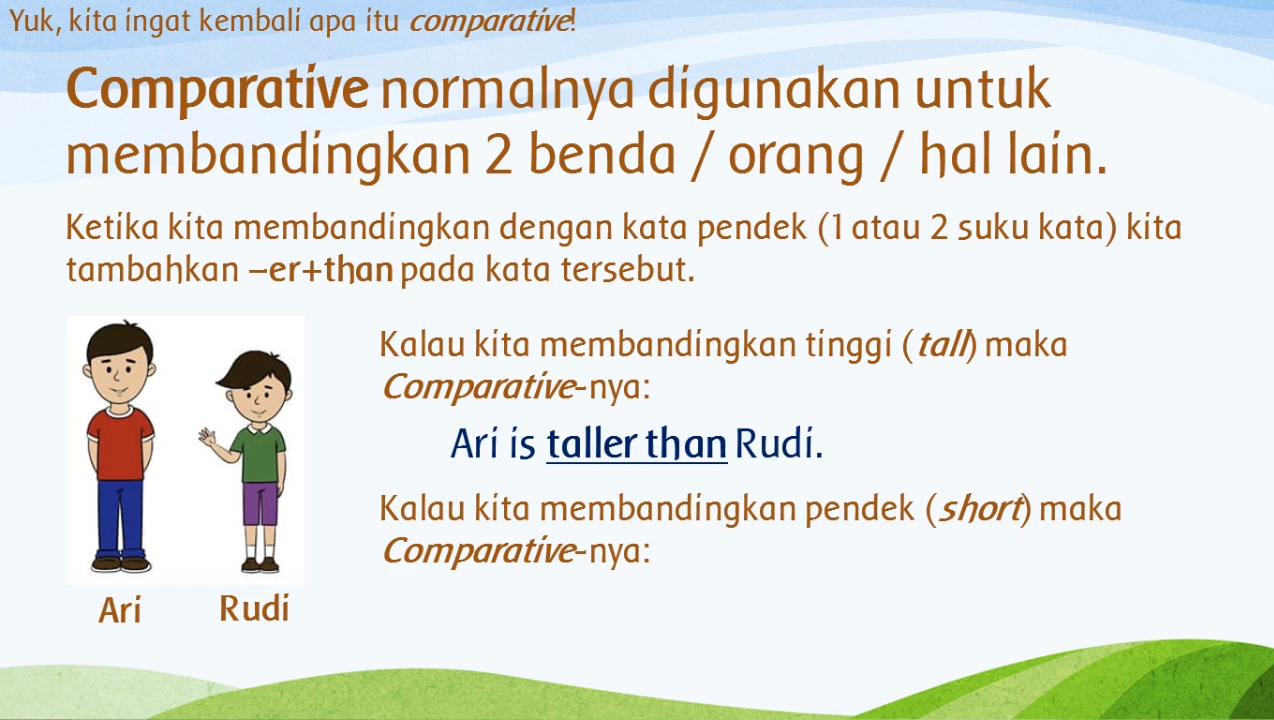 Yuk, kita ingat kembali apa itu comparative!
Comparative normalnya digunakan untuk
membandingkan 2 benda / orang / hal lain.
Ketika kita membandingkan dengan kata pendek (1 atau 2 suku kata) kita
tambahkan –er+than pada kata tersebut.
Kalau kita membandingkan tinggi (tall) maka
Comparative-nya:
Ari is taller than Rudi.
Kalau kita membandingkan pendek (short) maka
Comparative-nya:
Ari
Rudi